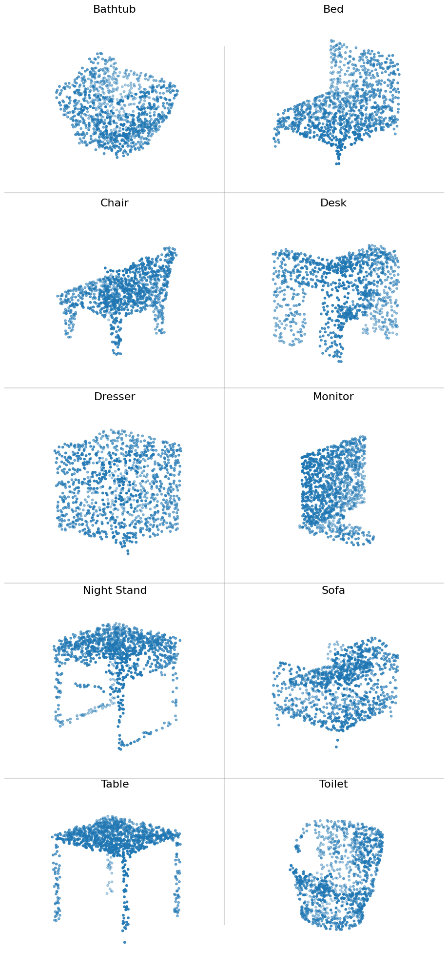 Bathtub
Bed
Chair
Desk
Dresser
Monitor
Night Stand
Sofa
Table
Toilet